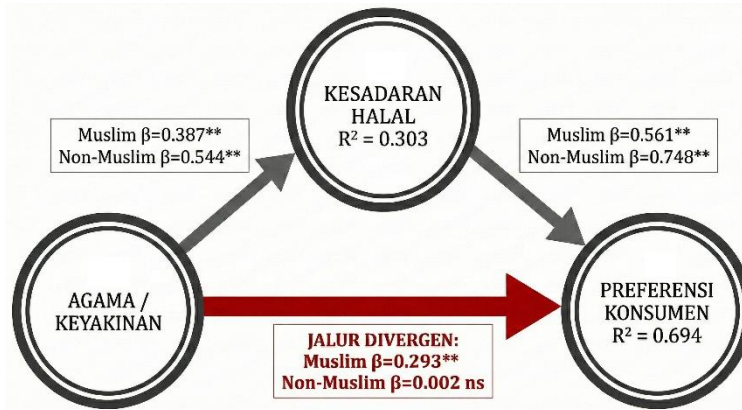 KESADARAN
HALAL
R² = 0.303
Muslim β=0.387**
Non-Muslim β=0.544**
Muslim β=0.561**
Non-Muslim β=0.748**
AGAMA /
KEYAKINAN
PREFERENSI
KONSUMEN
R² = 0.694
JALUR DIVERGEN:
Muslim β=0.293**
Non-Muslim β=0.002 ns